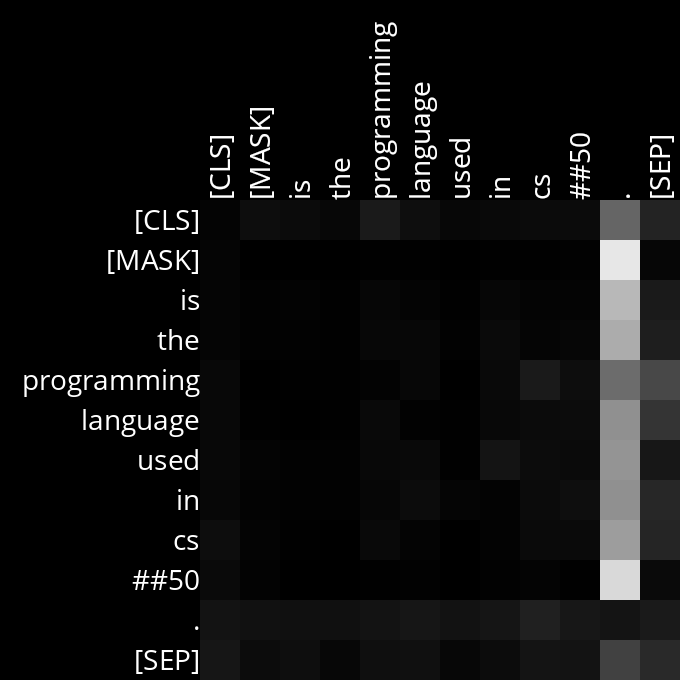 [CLS]
[MASK]
is
the
programming
language
used
in
cs
##50
.
[SEP]
[CLS]
[MASK]
is
the
programming
language
used
in
cs
##50
.
[SEP]